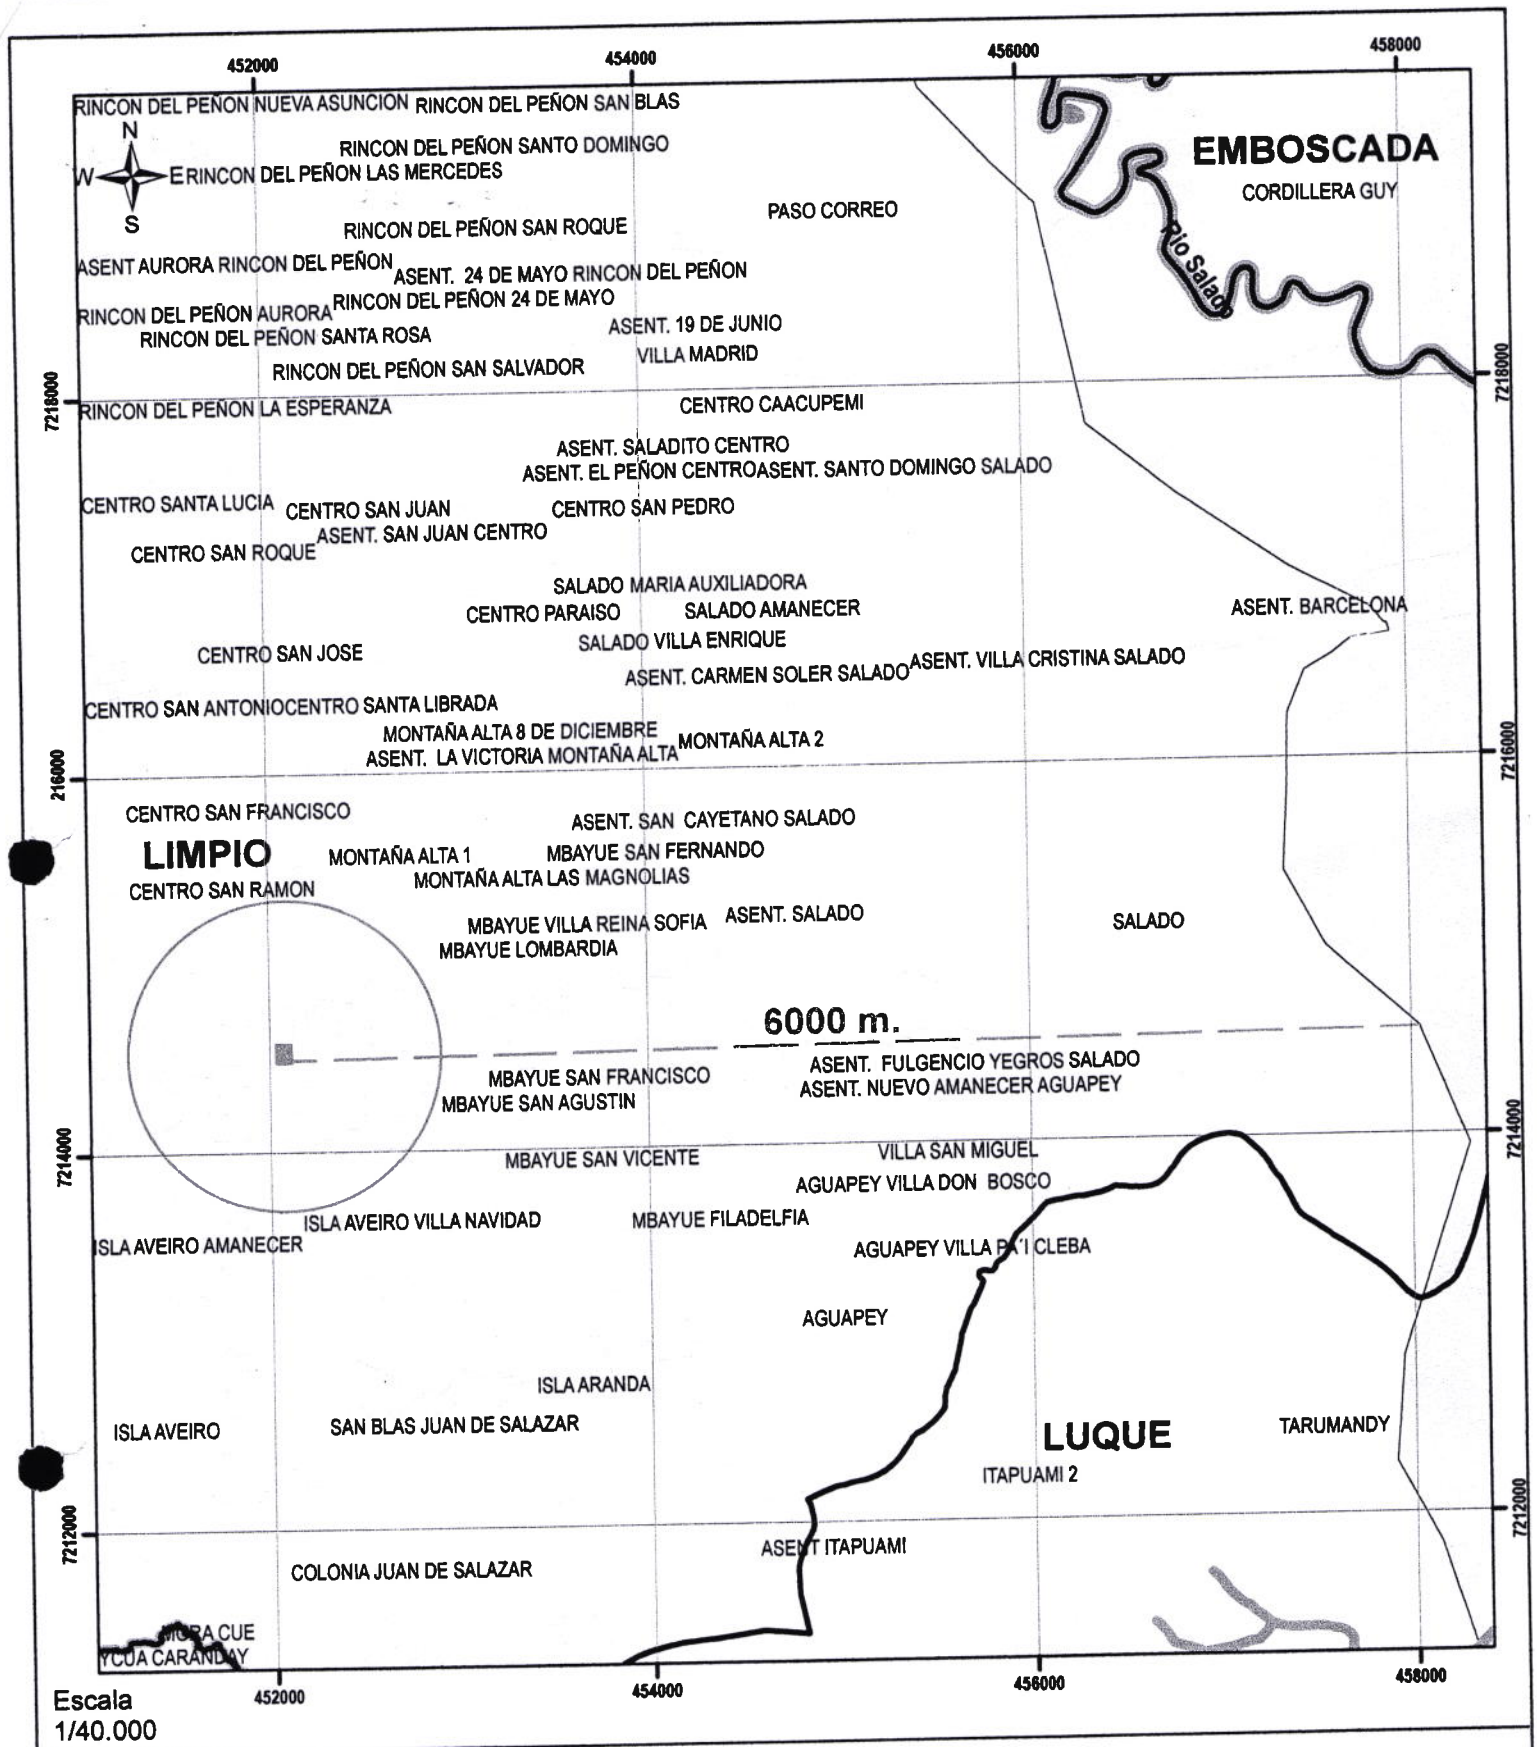 452000
454000
456000
458000
RINCON DEL PEÑON NUEVA ASUNCION RINCON DEL PEÑON SAN BLAS
N
RINCON DEL PEÑON SANTO DOMINGO
EMBOSCADA
W
E RINCON DEL PEÑON LAS MERCEDES
CORDILLERA GUY
S
PASO CORREO
RINCON DEL PEÑON SAN ROQUE
Rio Salado
ASENT AURORA RINCON DEL PEÑON
ASENT. 24 DE MAYO RINCON DEL PEÑON
RINCON DEL PEÑON AURORA
RINCON DEL PEÑON 24 DE MAYO
ASENT. 19 DE JUNIO
RINCON DEL PEÑON SANTA ROSA
VILLA MADRID
RINCON DEL PEÑON SAN SALVADOR
7218000
7218000
RINCON DEL PEÑON LA ESPERANZA
CENTRO CAACUPEMI
ASENT. SALADITO CENTRO
ASENT. EL PEÑON CENTROASENT. SANTO DOMINGO SALADO
CENTRO SANTA LUCIA
CENTRO SAN JUAN
CENTRO SAN PEDRO
ASENT. SAN JUAN CENTRO
CENTRO SAN ROQUE
SALADO MARIA AUXILIADORA
CENTRO PARAISO
SALADO AMANECER
ASENT. BARCELONA
SALADO VILLA ENRIQUE
CENTRO SAN JOSE
ASENT. CARMEN SOLER SALADO
ASENT. VILLA CRISTINA SALADO
CENTRO SAN ANTONIOCENTRO SANTA LIBRADA
MONTAÑA ALTA 8 DE DICIEMBRE
MONTAÑA ALTA 2
ASENT. LA VICTORIA MONTAÑA ALTA
216000
7216000
CENTRO SAN FRANCISCO
ASENT. SAN CAYETANO SALADO
LIMPIO
MONTAÑA ALTA 1
MBAYUE SAN FERNANDO
CENTRO SAN RAMON
MONTAÑA ALTA LAS MAGNOLIAS
MBAYUE VILLA REINA SOFIA
ASENT. SALADO
SALADO
MBAYUE LOMBARDIA
6000 m.
MBAYUE SAN FRANCISCO
ASENT. FULGENCIO YEGROS SALADO
MBAYUE SAN AGUSTIN
ASENT. NUEVO AMANECER AGUAPEY
7214000
7214000
MBAYUE SAN VICENTE
VILLA SAN MIGUEL
AGUAPEY VILLA DON BOSCO
ISLA AVEIRO VILLA NAVIDAD
MBAYUE FILADELFIA
ISLA AVEIRO AMANECER
AGUAPEY VILLA PA'I CLEBA
AGUAPEY
ISLA ARANDA
ISLA AVEIRO
SAN BLAS JUAN DE SALAZAR
LUQUE
TARUMANDY
ITAPUAMI 2
7212000
7212000
ASENT ITAPUAMI
COLONIA JUAN DE SALAZAR
MORA CUE
YCUA CARANDAY
452000
454000
456000
458000
Escala
1/40.000